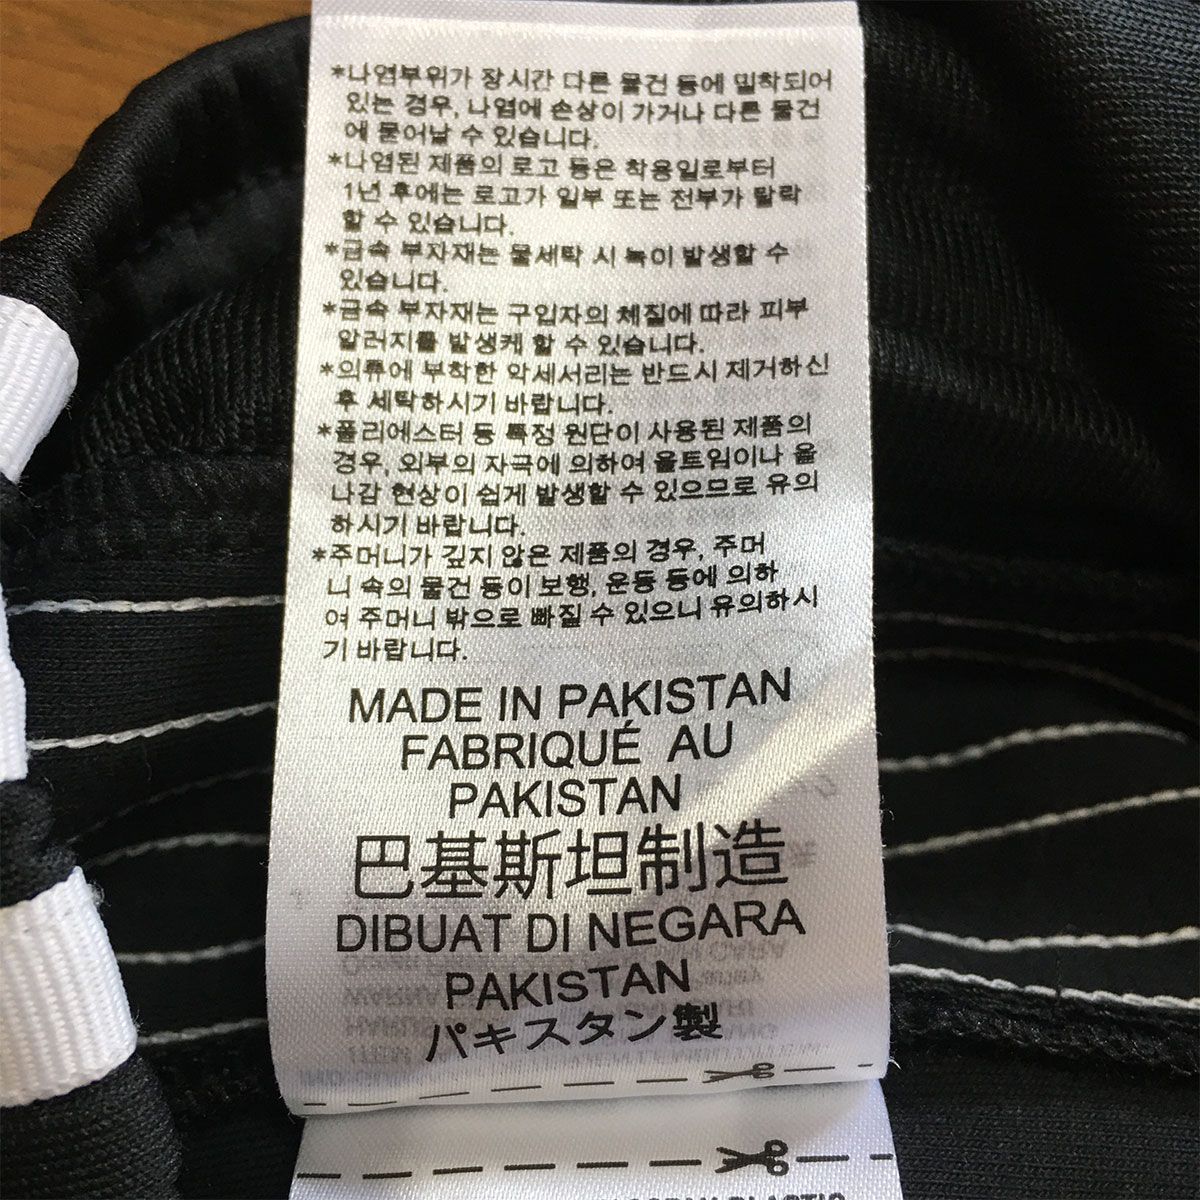 *나염부위가 장시간 다른 물건 등에 밀착되어
있는 경우, 나염에 손상이 가거나 다른 물건
에 묻어날 수 있습니다.
*나염된 제품의 로고 등은 착용일로부터
1년 후에는 로고가 일부 또는 전부가 탈락
할 수 있습니다.
*금속 부자재는 물세탁 시 녹이 발생할 수
있습니다.
*금속 부자재는 구입자의 체질에 따라 피부
알러지를 발생케 할 수 있습니다.
*의류에 부착한 악세서리는 반드시 제거하신
후 세탁하시기 바랍니다.
*폴리에스터 등 특정 원단이 사용된 제품의
경우, 외부의 자극에 의하여 올트임이나 올
나감 현상이 쉽게 발생할 수 있으므로 유의
하시기 바랍니다.
*주머니가 깊지 않은 제품의 경우, 주머
니 속의 물건 등이 보행, 운동 등에 의하
여 주머니 밖으로 빠질 수 있으니 유의하시
기 바랍니다.
MADE IN PAKISTAN
FABRIQUÉ AU
PAKISTAN
巴基斯坦制造
DIBUAT DI NEGARA
PAKISTAN
パキスタン製